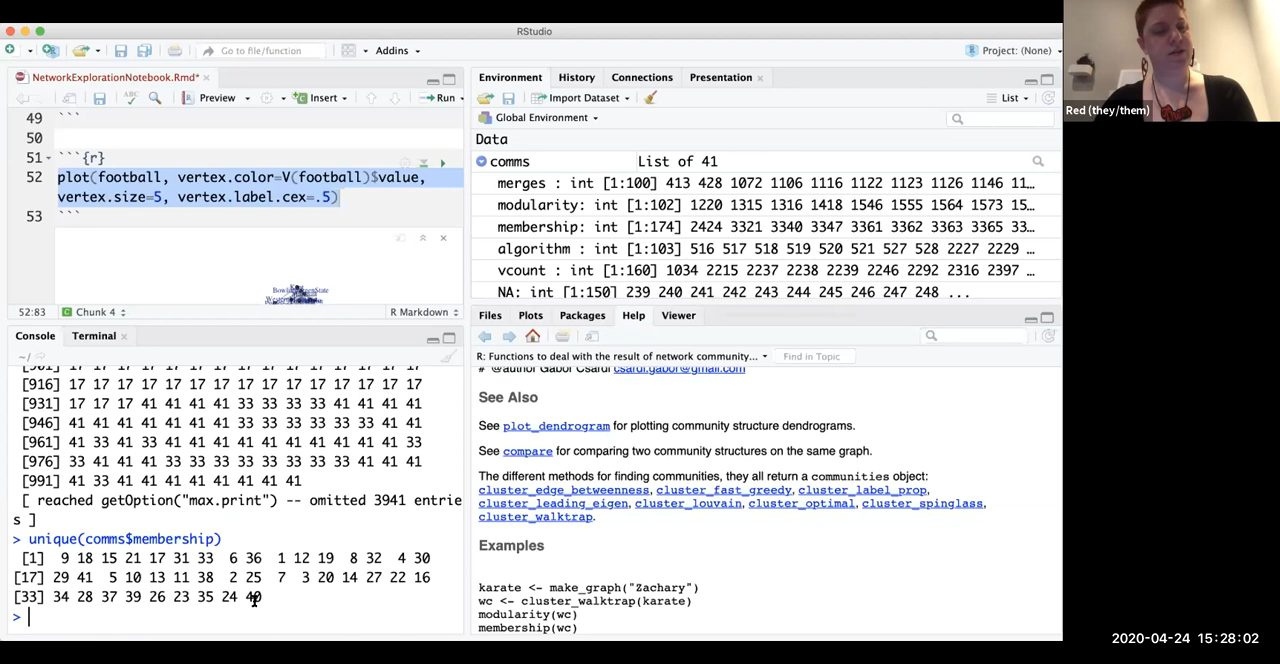 RStudio
Go to file/function
Addins
Project: (None)
NetworkExplorationNotebook.Rmd*
Preview
Insert
Run
49 ```
50
51 ```{r}
52 plot(football, vertex.color=V(football)$value,
vertex.size=5, vertex.label.cex=.5)
53 ```
52:83 Chunk 4 R Markdown
Console Terminal
~/
[916] 17 17 17 17 17 17 17 17 17 17 17 17 17 17 17
[931] 17 17 17 41 41 41 41 33 33 33 33 41 41 41 41
[946] 41 41 41 41 41 41 41 33 33 33 33 33 33 41 41
[961] 41 33 41 33 41 41 41 41 41 41 41 41 41 41 33
[976] 33 41 41 41 33 33 33 33 33 33 33 33 41 41 41
[991] 41 33 41 41 41 41 41 41 41 41
[ reached getOption("max.print") -- omitted 3941 entrie
s ]
> unique(comms$membership)
[1] 9 18 15 21 17 31 33 6 36 1 12 19 8 32 4 30
[17] 29 41 5 10 13 11 38 2 25 7 3 20 14 27 22 16
[33] 34 28 37 39 26 23 35 24 40
>
Environment History Connections Presentation
Import Dataset
List
Global Environment
Data
comms List of 41
merges : int [1:100] 413 428 1072 1106 1116 1122 1123 1126 1146 11…
modularity: int [1:102] 1220 1315 1316 1418 1546 1555 1564 1573 15…
membership: int [1:174] 2424 3321 3340 3347 3361 3362 3363 3365 33…
algorithm : int [1:103] 516 517 518 519 520 521 527 528 2227 2229 …
vcount : int [1:160] 1034 2215 2237 2238 2239 2246 2292 2316 2397 …
NA: int [1:150] 239 240 241 242 243 244 245 246 247 248 ...
Files Plots Packages Help Viewer
R: Functions to deal with the result of network community...
Find in Topic
# @author Gabor Csardi csardi.gabor@gmail.com
See Also
See plot_dendrogram for plotting community structure dendrograms.
See compare for comparing two community structures on the same graph.
The different methods for finding communities, they all return a communities object:
cluster_edge_betweenness, cluster_fast_greedy, cluster_label_prop,
cluster_leading_eigen, cluster_louvain, cluster_optimal, cluster_spinglass,
cluster_walktrap.
Examples
karate <- make_graph("Zachary")
wc <- cluster_walktrap(karate)
modularity(wc)
membership(wc)
Red (they/them)
2020-04-24 15:28:02